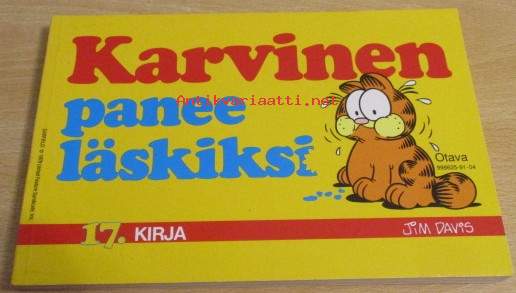 Karvinen
Antikvariaatti.net
panee
läskiksi
Otava
17. KIRJA
JIM DAVIS